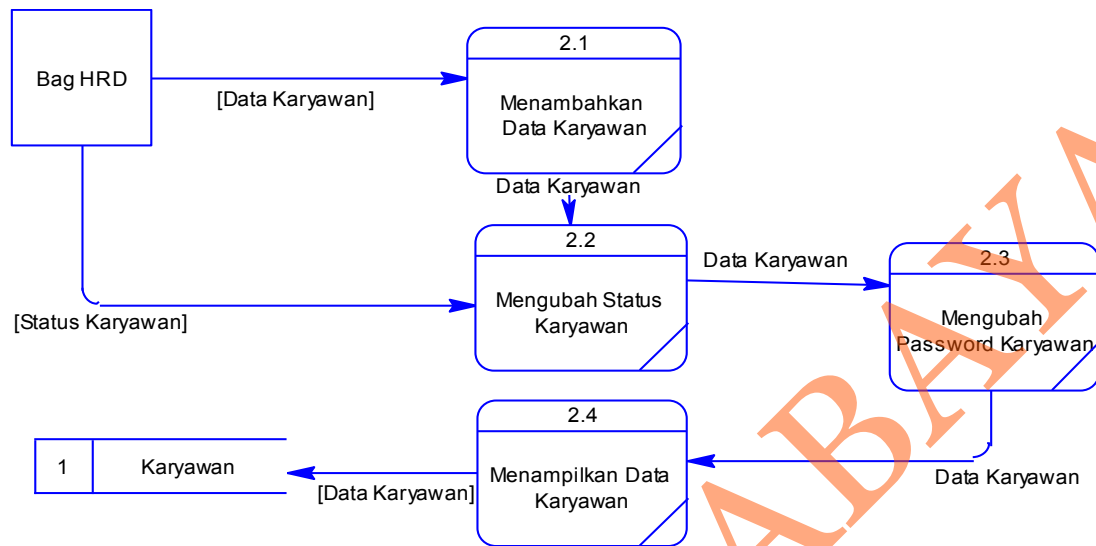 Bag HRD
[Data Karyawan]
2.1
Menambahkan
Data Karyawan
Data Karyawan
2.2
Mengubah Status
Karyawan
[Status Karyawan]
Data Karyawan
2.3
Mengubah
Password Karyawan
Data Karyawan
2.4
Menampilkan Data
Karyawan
[Data Karyawan]
1 Karyawan
ABAYA